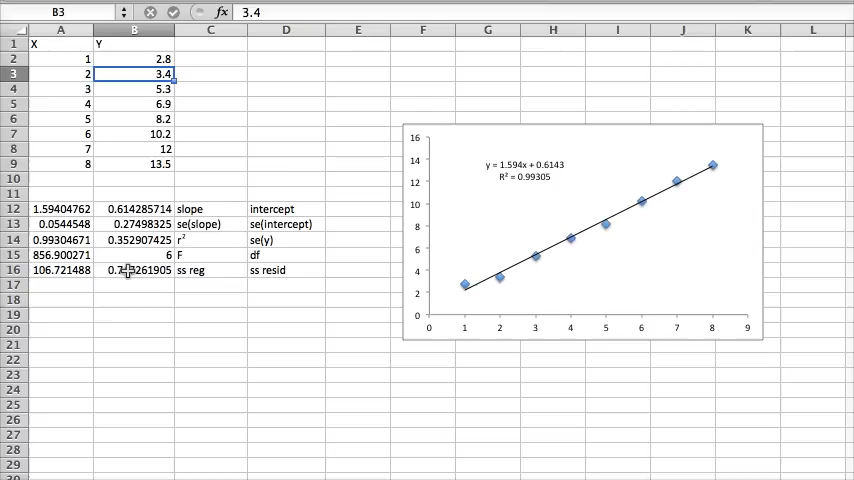 B3 fx 3.4
A B C D E F G H I J K L
1 X Y
2 1 2.8
3 2 3.4
4 3 5.3
5 4 6.9
6 5 8.2
7 6 10.2
8 7 12
9 8 13.5
10
11
12 1.59404762 0.614285714 slope intercept
13 0.0544548 0.27498325 se(slope) se(intercept)
14 0.99304671 0.352907425 r² se(y)
15 856.900271 6 F df
16 106.721488 ss reg ss resid
17
18
19
20
21
22
23
24
25
26
27
28
29
30
16
14
12
10
8
6
4
2
0
y = 1.594x + 0.6143
R² = 0.99305
0 1 2 3 4 5 6 7 8 9